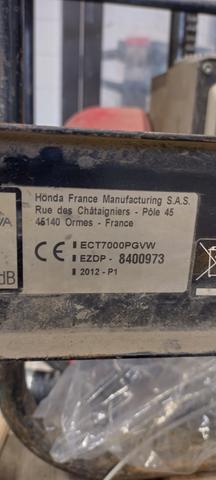 Honda France Manufacturing S.A.S.
Rue des Châtaigniers - Pôle 45
45140 Ormes - France
CE
ECT7000PGVW
EZDP - 8400973
2012 - P1
dB